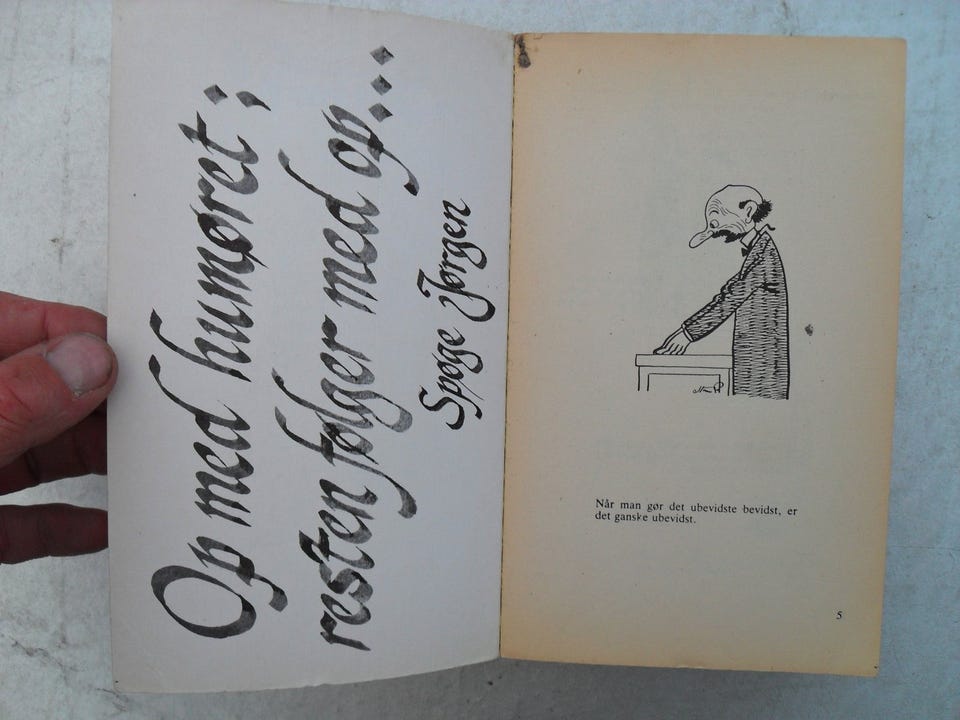 Op med humøret;
resten følger med op...
Spøge Jørgen
Når man gør det ubevidste bevidst, er
det ganske ubevidst.
5